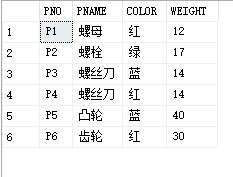 PNO PNAME COLOR WEIGHT
1 P1 螺母 红 12
2 P2 螺栓 绿 17
3 P3 螺丝刀 蓝 14
4 P4 螺丝刀 红 14
5 P5 凸轮 蓝 40
6 P6 齿轮 红 30